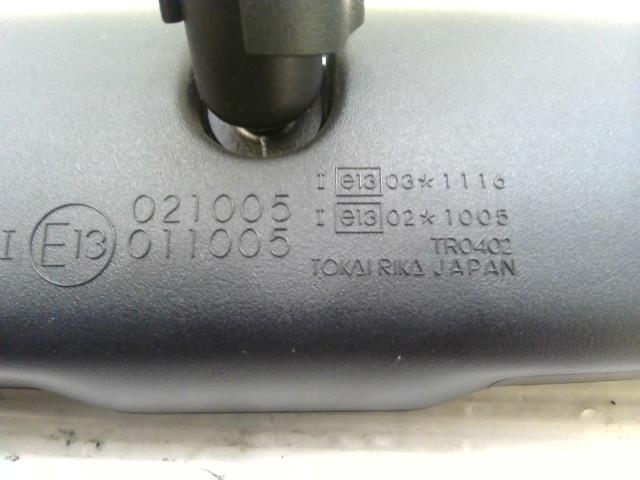 I E13 021005
011005
I e13 03*1116
I e13 02*1005
TR0402
TOKAI RIKA JAPAN